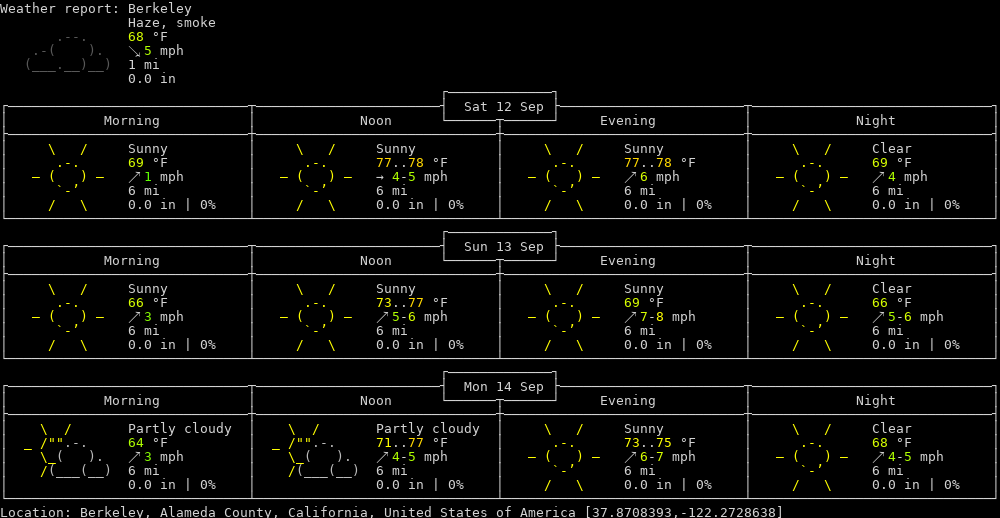 Weather report: Berkeley
Haze, smoke
68 °F
↘ 5 mph
1 mi
0.0 in
Sat 12 Sep
Morning Noon Evening Night
Sunny Sunny Sunny Clear
69 °F 77..78 °F 77..78 °F 69 °F
↗ 1 mph → 4-5 mph ↗ 6 mph ↗ 4 mph
6 mi 6 mi 6 mi 6 mi
0.0 in | 0% 0.0 in | 0% 0.0 in | 0% 0.0 in | 0%
Sun 13 Sep
Morning Noon Evening Night
Sunny Sunny Sunny Clear
66 °F 73..77 °F 69 °F 66 °F
↗ 3 mph ↗ 5-6 mph ↗ 7-8 mph ↗ 5-6 mph
6 mi 6 mi 6 mi 6 mi
0.0 in | 0% 0.0 in | 0% 0.0 in | 0% 0.0 in | 0%
Mon 14 Sep
Morning Noon Evening Night
Partly cloudy Partly cloudy Sunny Clear
64 °F 71..77 °F 73..75 °F 68 °F
↗ 3 mph ↗ 4-5 mph ↗ 6-7 mph ↗ 4-5 mph
6 mi 6 mi 6 mi 6 mi
0.0 in | 0% 0.0 in | 0% 0.0 in | 0% 0.0 in | 0%
Location: Berkeley, Alameda County, California, United States of America [37.8708393,-122.2728638]